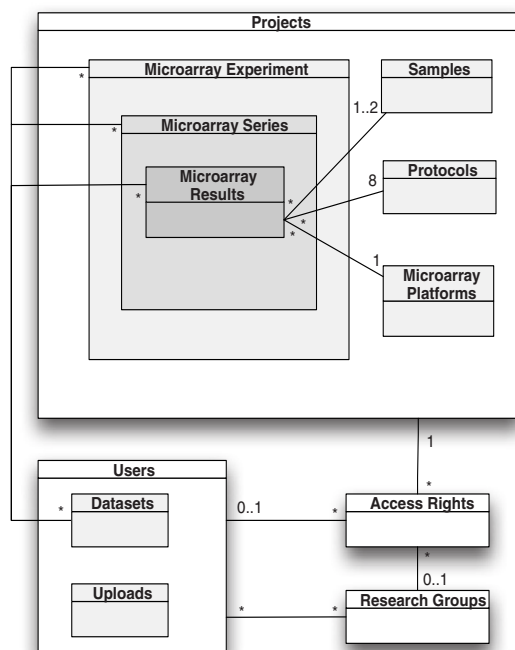 Projects
Microarray Experiment
*
Samples
1..2
Microarray Series
*
Protocols
8
Microarray
Results
*
*
*
*
1
Microarray
Platforms
1
*
Users
Datasets
*
0..1
*
Access Rights
*
0..1
Uploads
*
*
Research Groups